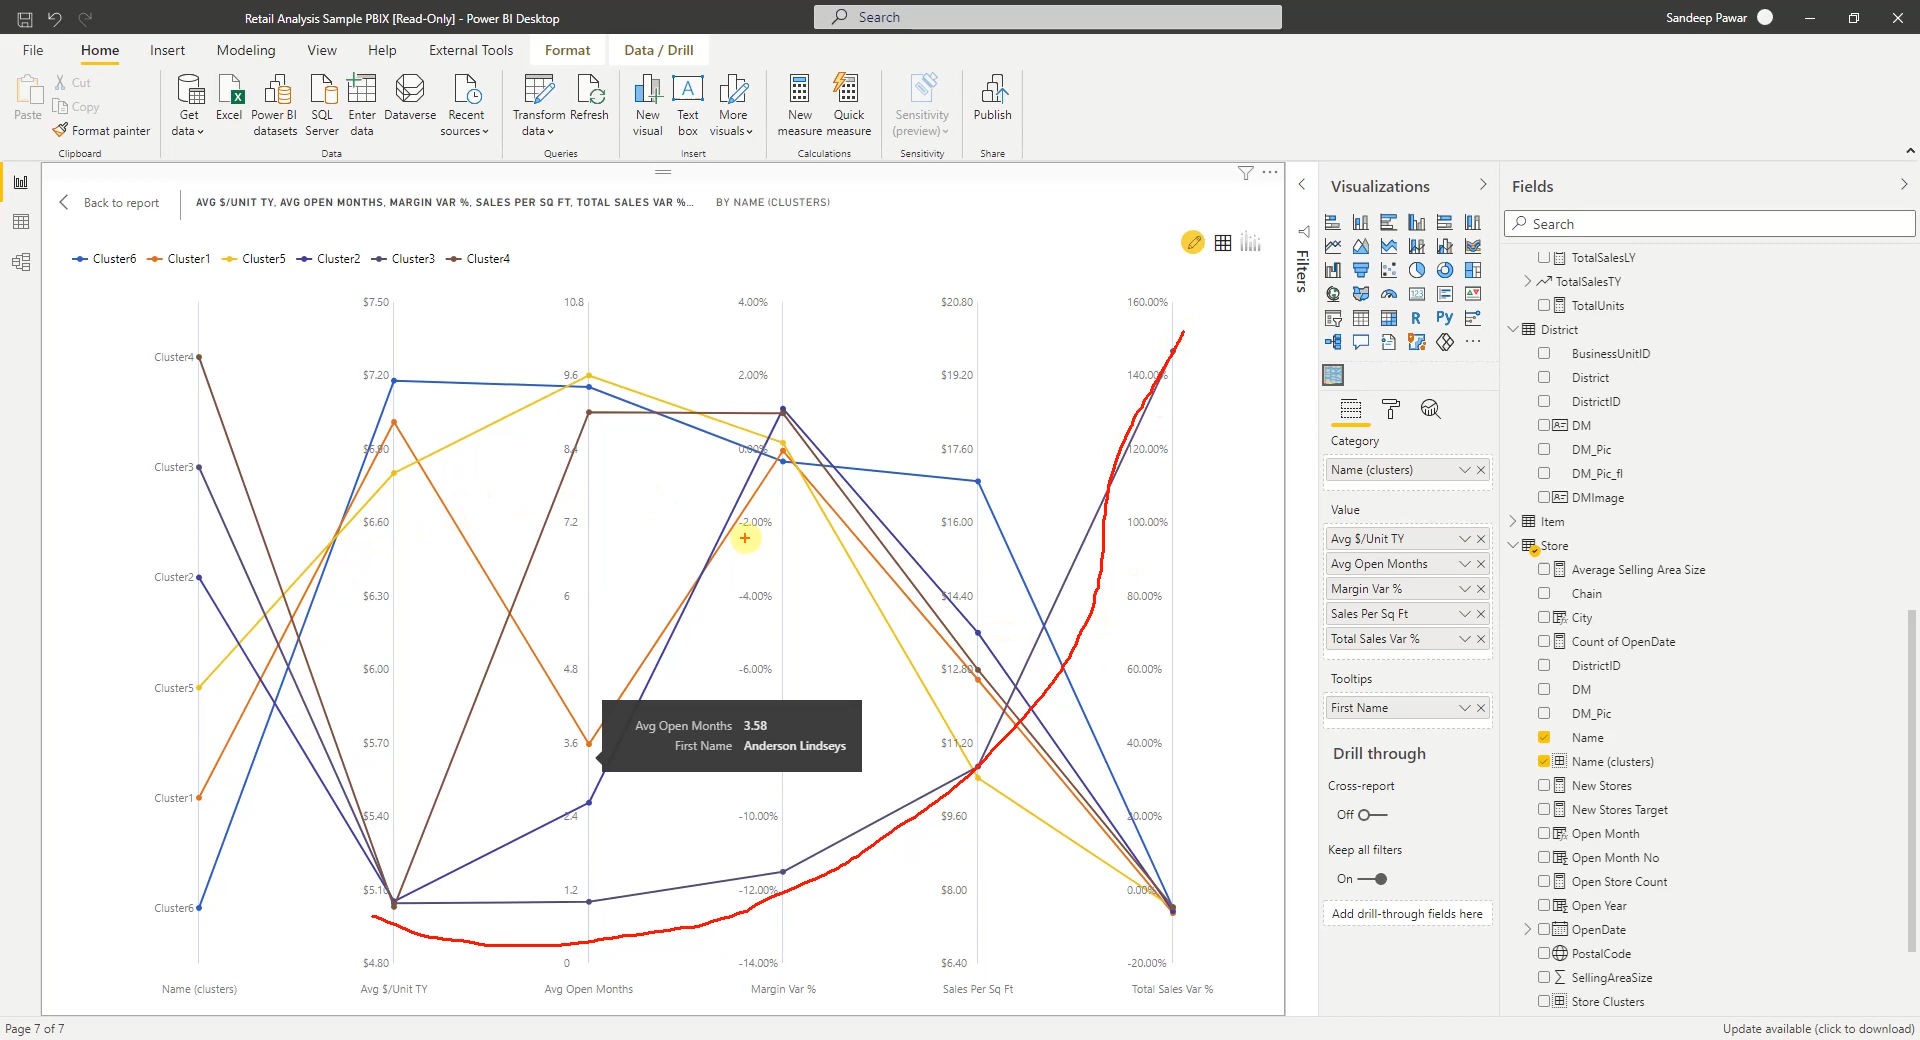 Retail Analysis Sample PBIX [Read-Only] - Power BI Desktop
Search
Sandeep Pawar
File Home Insert Modeling View Help External Tools Format Data / Drill
Paste
Cut
Copy
Format painter
Clipboard
Get data
Excel
Power BI datasets
SQL Server
Enter data
Dataverse
Recent sources
Data
Transform data
Refresh
Queries
New visual
Text box
More visuals
Insert
New measure
Quick measure
Calculations
Sensitivity (preview)
Sensitivity
Publish
Share
Back to report
AVG $/UNIT TY, AVG OPEN MONTHS, MARGIN VAR %, SALES PER SQ FT, TOTAL SALES VAR %...
BY NAME (CLUSTERS)
Cluster6 Cluster1 Cluster5 Cluster2 Cluster3 Cluster4
Cluster4
Cluster3
Cluster2
Cluster5
Cluster1
Cluster6
Name (clusters)
$7.50
$7.20
$6.90
$6.60
$6.30
$6.00
$5.70
$5.40
$5.10
$4.80
Avg $/Unit TY
10.8
9.6
8.4
7.2
6
4.8
3.6
2.4
1.2
0
Avg Open Months
4.00%
2.00%
0.00%
-2.00%
-4.00%
-6.00%
-10.00%
-12.00%
-14.00%
Margin Var %
$20.80
$19.20
$17.60
$16.00
$14.40
$12.80
$11.20
$9.60
$8.00
$6.40
Sales Per Sq Ft
160.00%
140.00%
120.00%
100.00%
80.00%
60.00%
40.00%
20.00%
0.00%
-20.00%
Total Sales Var %
Avg Open Months 3.58
First Name Anderson Lindseys
Filters
Visualizations
R
Py
123
Category
Name (clusters)
Value
Avg $/Unit TY
Avg Open Months
Margin Var %
Sales Per Sq Ft
Total Sales Var %
Tooltips
First Name
Drill through
Cross-report
Off
Keep all filters
On
Add drill-through fields here
Fields
Search
TotalSalesLY
TotalSalesTY
TotalUnits
District
BusinessUnitID
District
DistrictID
DM
DM_Pic
DM_Pic_fl
DMImage
Item
Store
Average Selling Area Size
Chain
City
Count of OpenDate
DistrictID
DM
DM_Pic
Name
Name (clusters)
New Stores
New Stores Target
Open Month
Open Month No
Open Store Count
Open Year
OpenDate
PostalCode
SellingAreaSize
Store Clusters
Page 7 of 7
Update available (click to download)